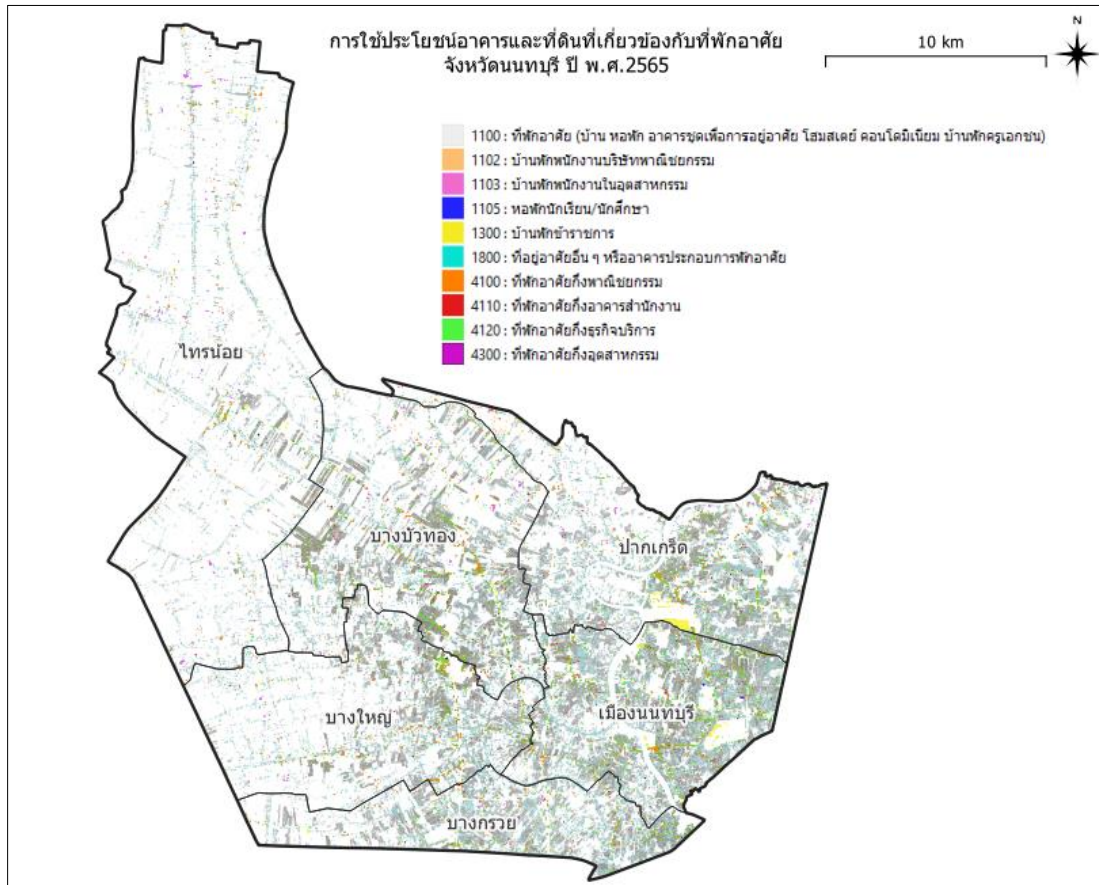 การใช้ประโยชน์อาคารและที่ดินที่เกี่ยวข้องกับที่พักอาศัย
จังหวัดนนทบุรี ปี พ.ศ.2565
10 km
N
1100 : ที่พักอาศัย (บ้าน หอพัก อาคารชุดเพื่อการอยู่อาศัย โฮมสเตย์ คอนโดมิเนียม บ้านพักครูเอกชน)
1102 : บ้านพักพนักงานบริษัทพาณิชยกรรม
1103 : บ้านพักพนักงานในอุตสาหกรรม
1105 : หอพักนักเรียน/นักศึกษา
1300 : บ้านพักข้าราชการ
1800 : ที่อยู่อาศัยอื่น ๆ หรืออาคารประกอบการพักอาศัย
4100 : ที่พักอาศัยกึ่งพาณิชยกรรม
4110 : ที่พักอาศัยกึ่งอาคารสำนักงาน
4120 : ที่พักอาศัยกึ่งธุรกิจบริการ
4300 : ที่พักอาศัยกึ่งอุตสาหกรรม
ไทรน้อย
บางบัวทอง
ปากเกร็ด
บางใหญ่
เมืองนนทบุรี
บางกรวย